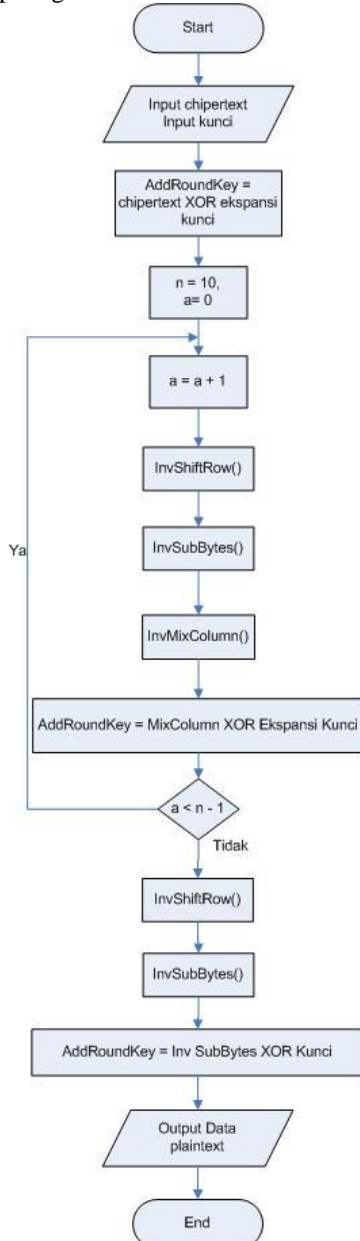 Start
Input chipertext
Input kunci
AddRoundKey =
chipertext XOR ekspansi
kunci
n = 10,
a= 0
a = a + 1
InvShiftRow()
Ya
InvSubBytes()
InvMixColumn()
AddRoundKey = MixColumn XOR Ekspansi Kunci
a < n - 1
Tidak
InvShiftRow()
InvSubBytes()
AddRoundKey = Inv SubBytes XOR Kunci
Output Data
plaintext
End